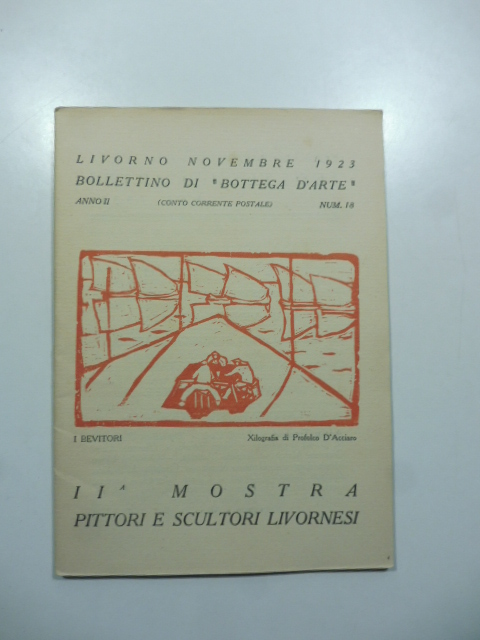 LIVORNO NOVEMBRE 1923
BOLLETTINO DI "BOTTEGA D'ARTE"
ANNO II (CONTO CORRENTE POSTALE) NUM. 18
I BEVITORI Xilografia di Profeleo D'Acciaro
IIA MOSTRA
PITTORI E SCULTORI LIVORNESI